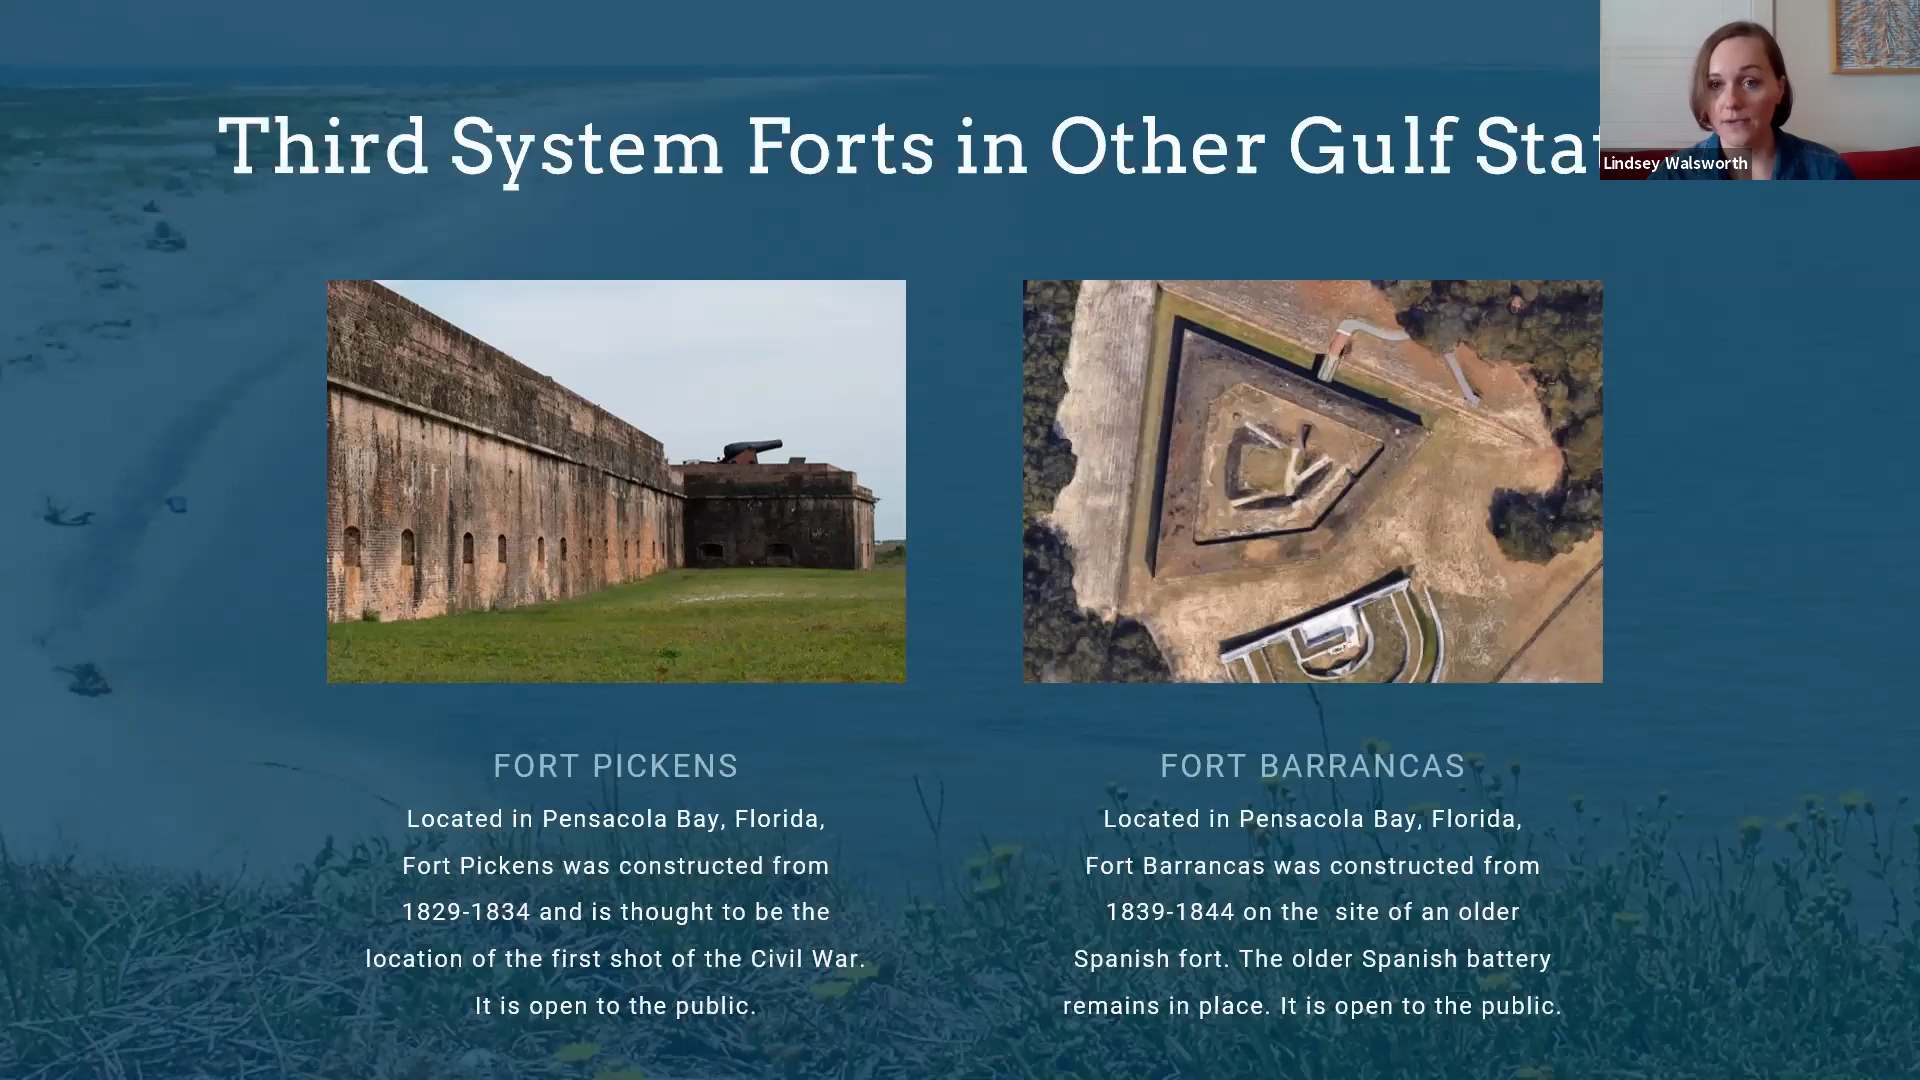 Third System Forts in Other Gulf Sta
Lindsey Walsworth
FORT PICKENS
Located in Pensacola Bay, Florida,
Fort Pickens was constructed from
1829-1834 and is thought to be the
location of the first shot of the Civil War.
It is open to the public.
FORT BARRANCAS
Located in Pensacola Bay, Florida,
Fort Barrancas was constructed from
1839-1844 on the  site of an older
Spanish fort. The older Spanish battery
remains in place. It is open to the public.